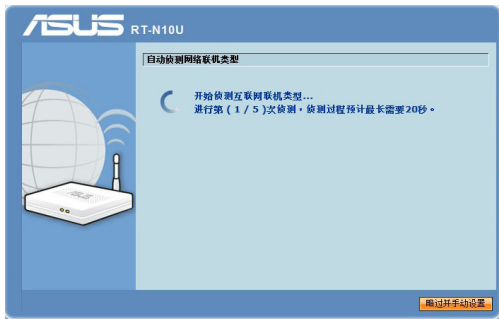 ASUS RT-N10U
自动侦测网络联机类型
开始侦测互联网联机类型...
进行第 ( 1 / 5 )次侦测，侦测过程预计最长需要20秒。
ASUS
略过并手动设置